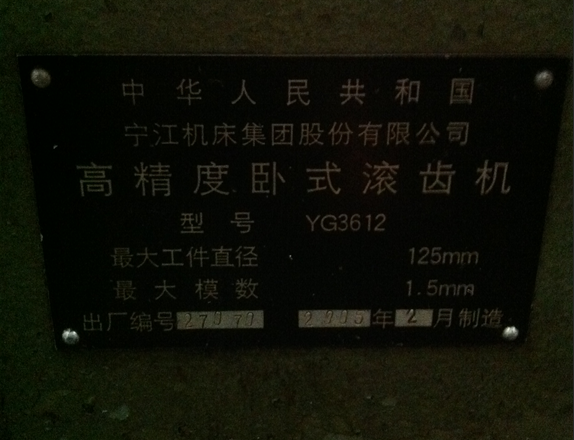 中华人民共和国
宁江机床集团股份有限公司
高精度卧式滚齿机
型号 YG3612
最大工件直径 125mm
最大模数 1.5mm
出厂编号 年 2 月制造